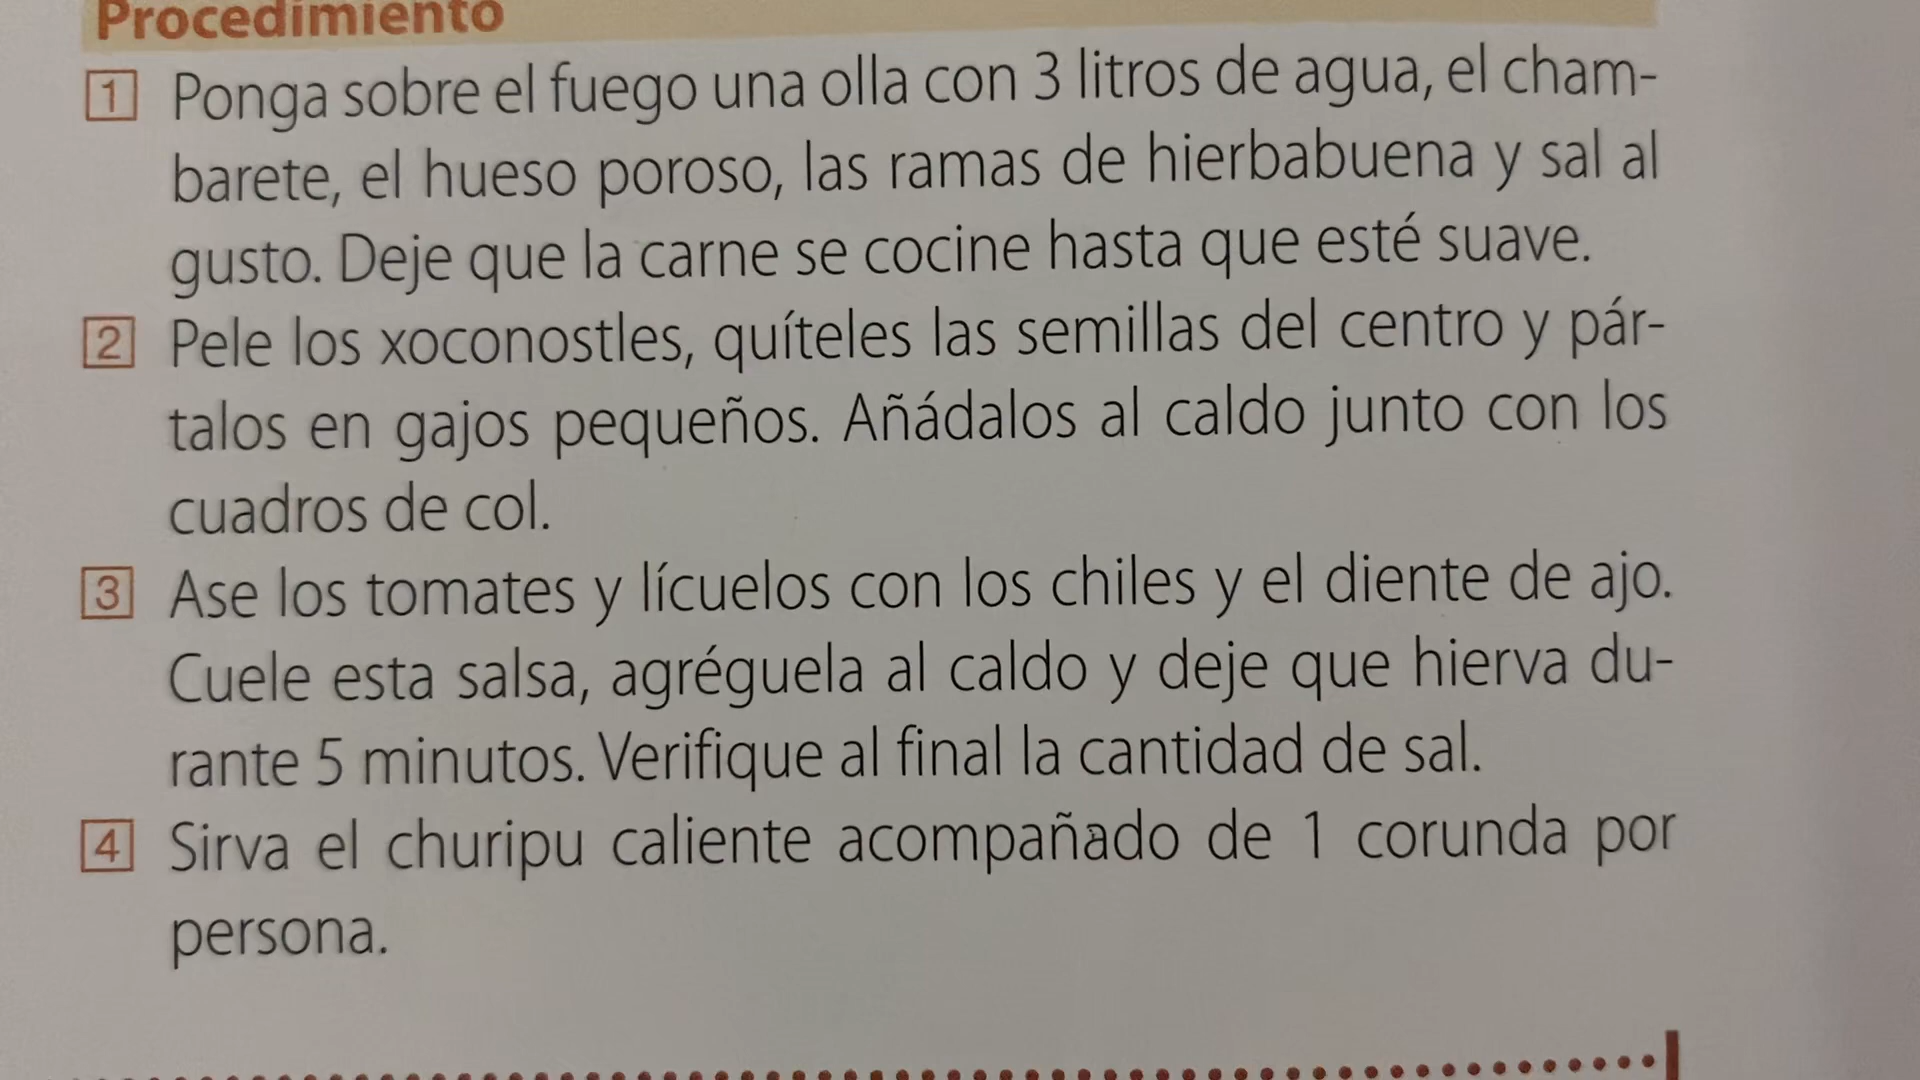 Procedimiento
1 Ponga sobre el fuego una olla con 3 litros de agua, el cham-
barete, el hueso poroso, las ramas de hierbabuena y sal al
gusto. Deje que la carne se cocine hasta que esté suave.
2 Pele los xoconostles, quíteles las semillas del centro y pár-
talos en gajos pequeños. Añádalos al caldo junto con los
cuadros de col.
3 Ase los tomates y lícuelos con los chiles y el diente de ajo.
Cuele esta salsa, agréguela al caldo y deje que hierva du-
rante 5 minutos. Verifique al final la cantidad de sal.
4 Sirva el churipu caliente acompañado de 1 corunda por
persona.